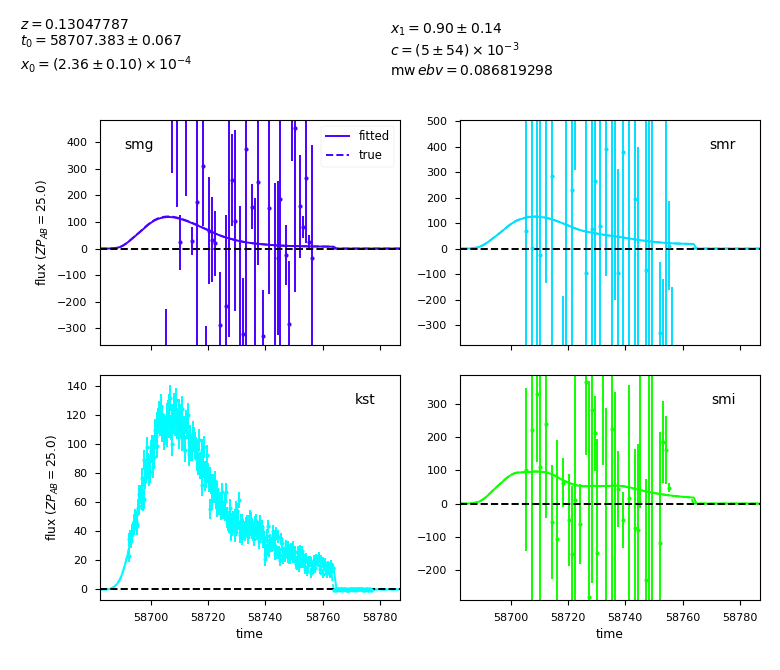 z = 0.13047787
t₀ = 58707.383 ± 0.067
x₀ = (2.36 ± 0.10) × 10⁻⁴
x₁ = 0.90 ± 0.14
c = (5 ± 54) × 10⁻³
mw ebv = 0.086819298
smg
fitted
true
400
300
200
100
0
−100
−200
−300
flux (ZP_AB = 25.0)
smr
500
400
300
200
100
0
−100
−200
−300
kst
140
120
100
80
60
40
20
0
flux (ZP_AB = 25.0)
58700 58720 58740 58760 58780
time
smi
300
200
100
0
−100
−200
58700 58720 58740 58760 58780
time